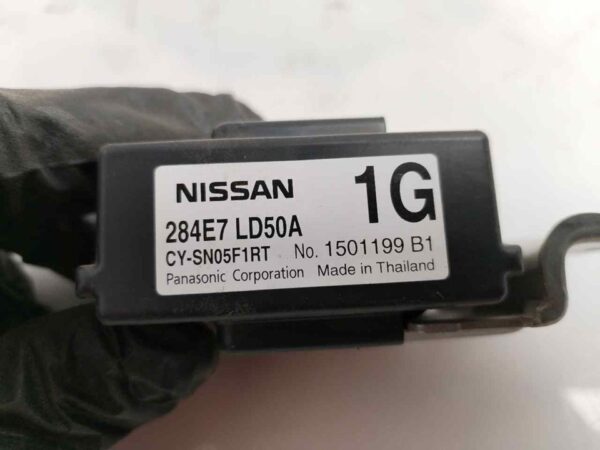 NISSAN 1G
284E7 LD50A
CY-SN05F1RT No. 1501199 B1
Panasonic Corporation Made in Thailand